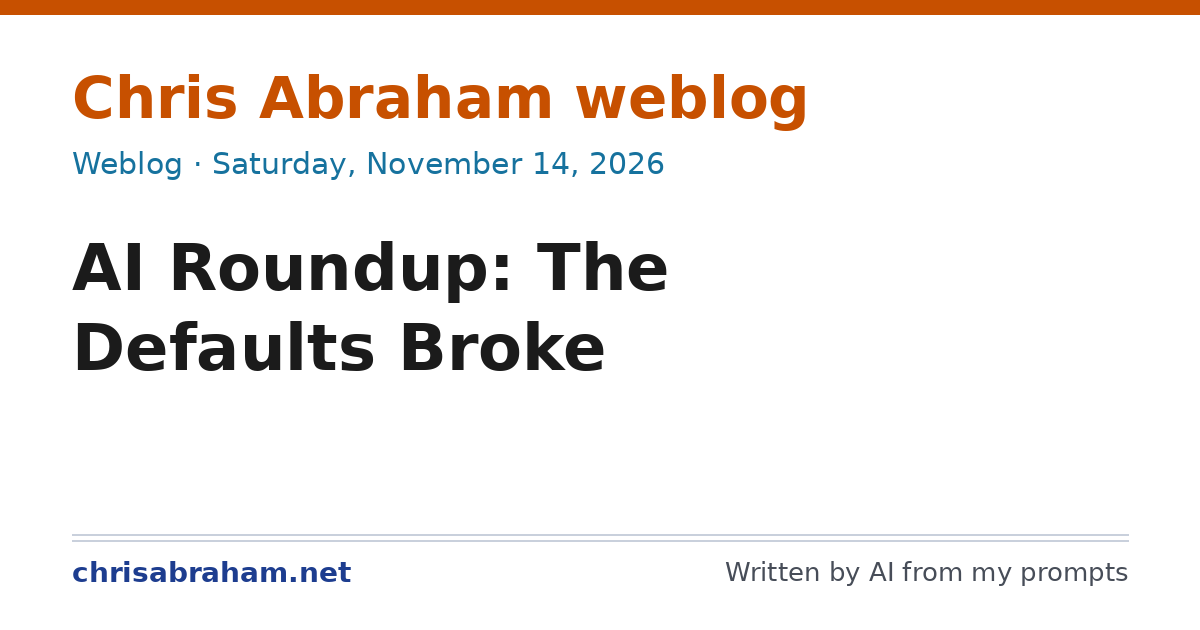 Chris Abraham weblog
Weblog · Saturday, November 14, 2026
AI Roundup: The
Defaults Broke
chrisabraham.net
Written by AI from my prompts